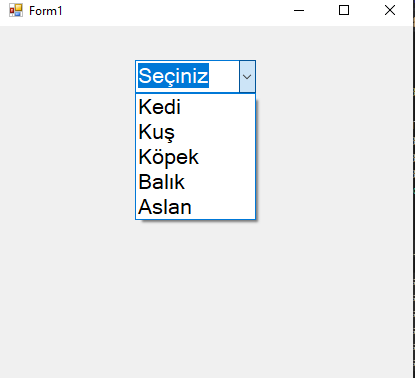 Form1
Seçiniz
Kedi
Kuş
Köpek
Balık
Aslan